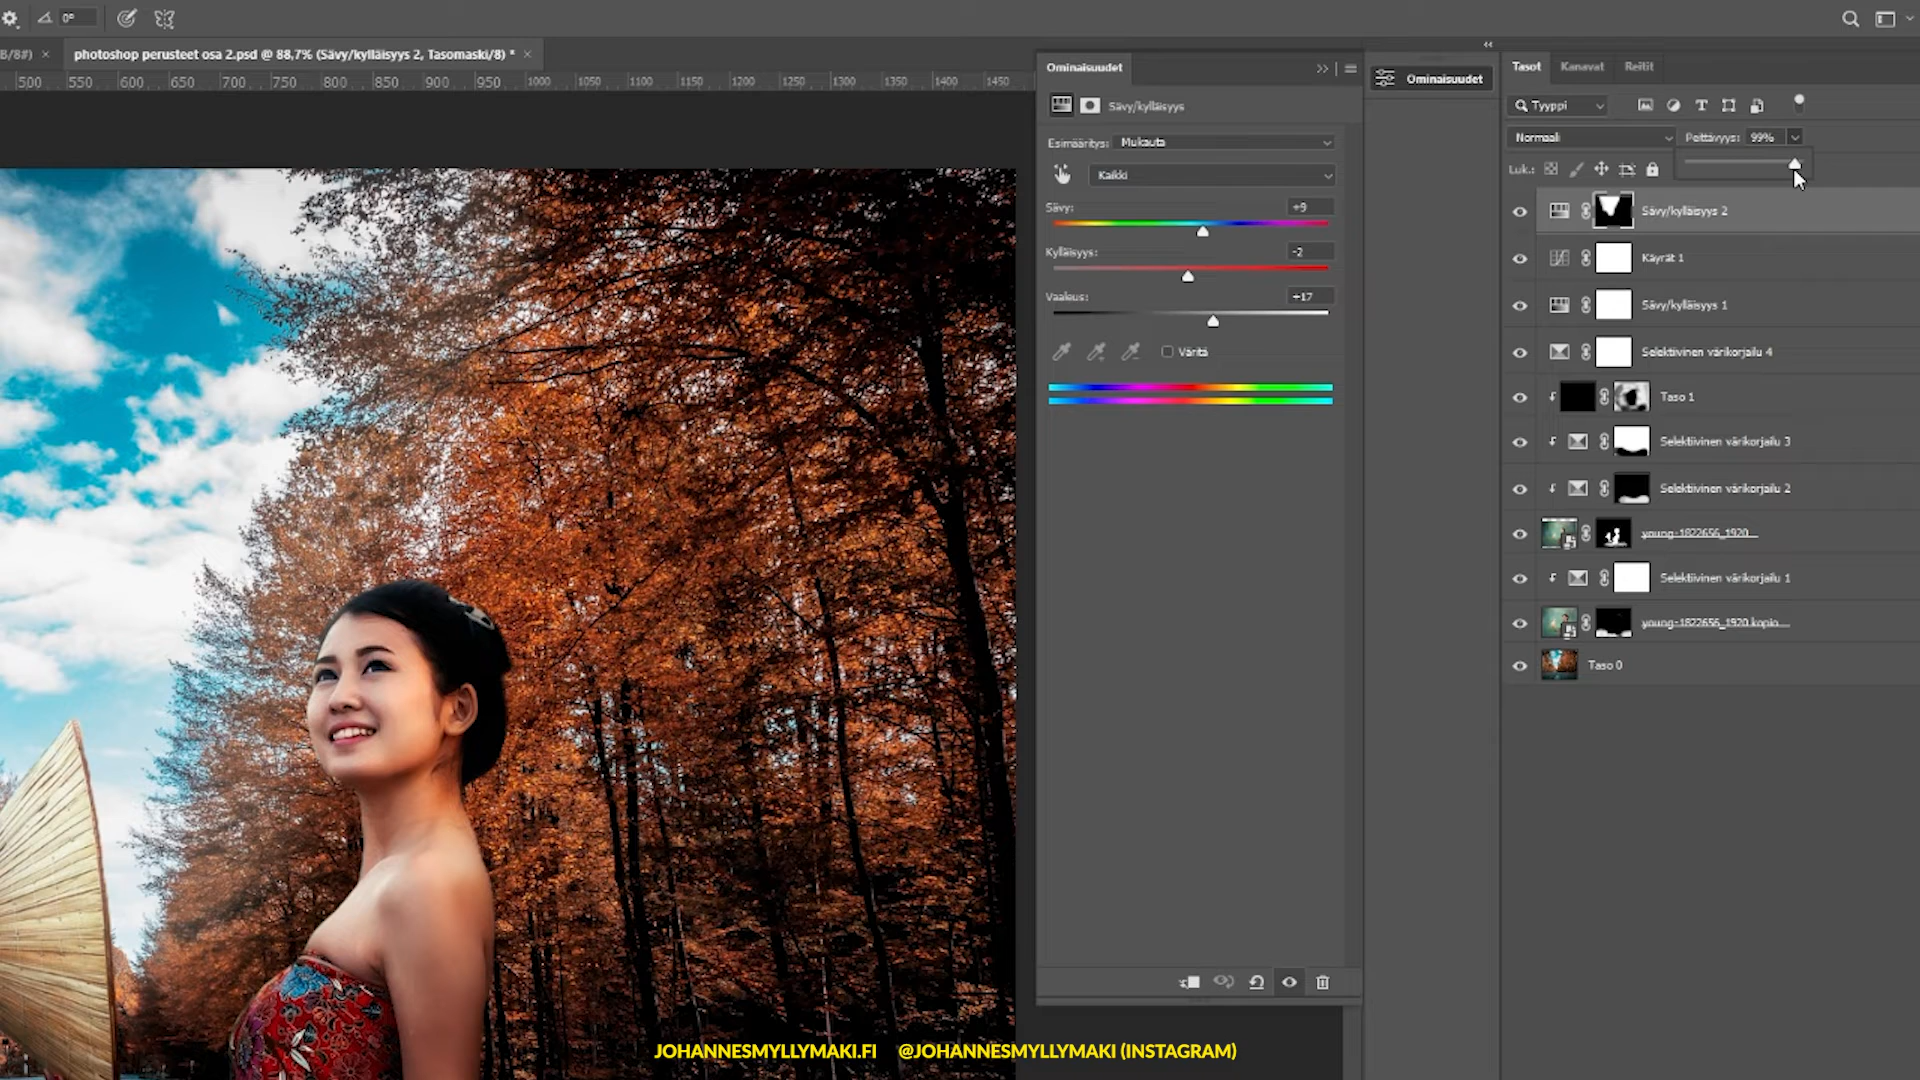 0°
B/8#) ×
photoshop perusteet osa 2.psd @ 88,7% (Sävy/kylläisyys 2, Tasomaski/8) * ×
500 550 600 650 700 750 800 850 900 950 1000 1050 1100 1150 1200 1250 1300 1350 1400 1450
Ominaisuudet
Sävy/kylläisyys
Esimääritys: Mukauta
Kaikki
Sävy: +9
Kylläisyys: -2
Vaaleus: +17
Väritä
Ominaisuudet
Tasot Kanavat Reitit
Tyyppi
Normaali Peittävyys: 99%
Luk.:
Sävy/kylläisyys 2
Käyrät 1
Sävy/kylläisyys 1
Selektiivinen värikorjailu 4
Taso 1
Selektiivinen värikorjailu 3
Selektiivinen värikorjailu 2
young-1822656_1920
Selektiivinen värikorjailu 1
young-1822656_1920 kopio...
Taso 0
JOHANNESMYLLYMAKI.FI @JOHANNESMYLLYMAKI (INSTAGRAM)